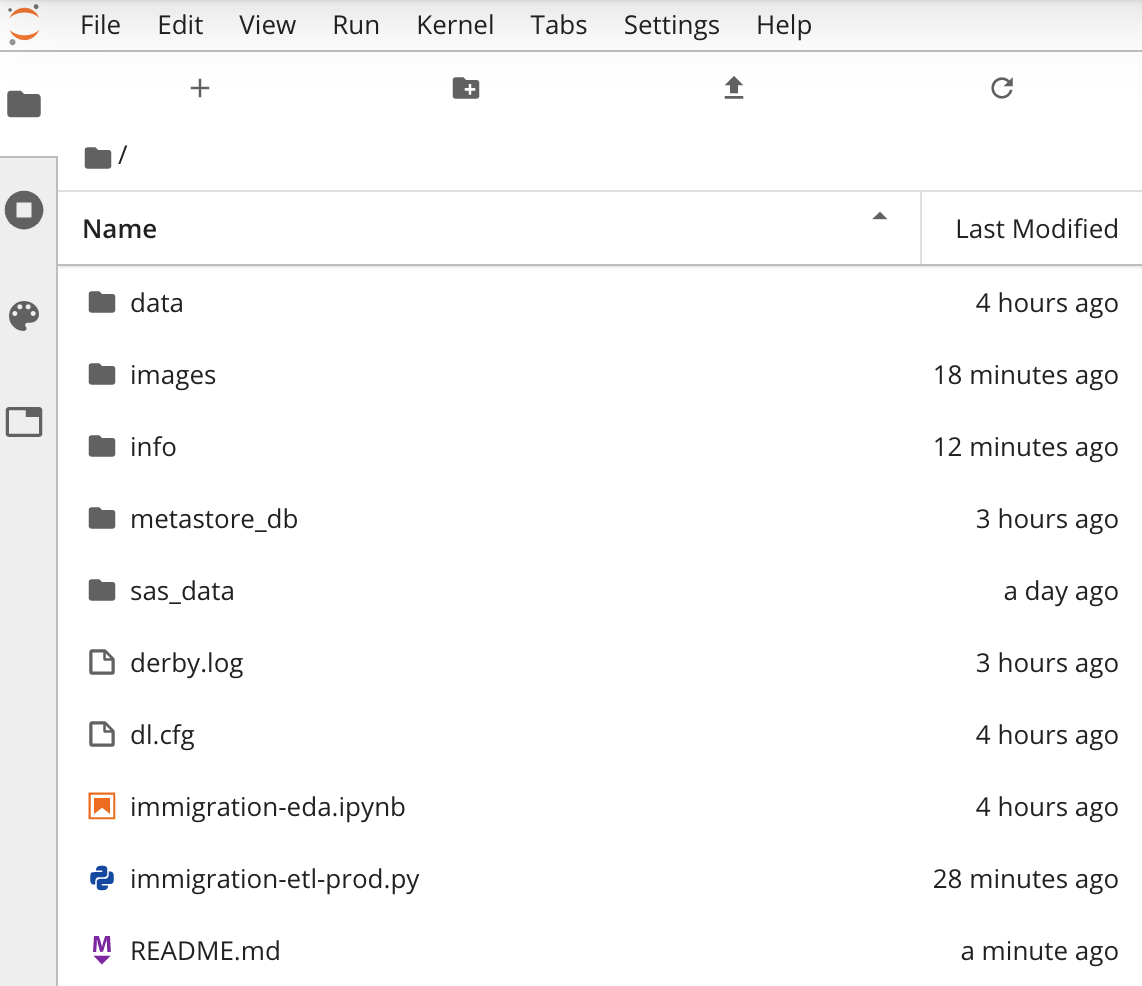 File Edit View Run Kernel Tabs Settings Help
/
Name Last Modified
data 4 hours ago
images 18 minutes ago
info 12 minutes ago
metastore_db 3 hours ago
sas_data a day ago
derby.log 3 hours ago
dl.cfg 4 hours ago
immigration-eda.ipynb 4 hours ago
immigration-etl-prod.py 28 minutes ago
README.md a minute ago